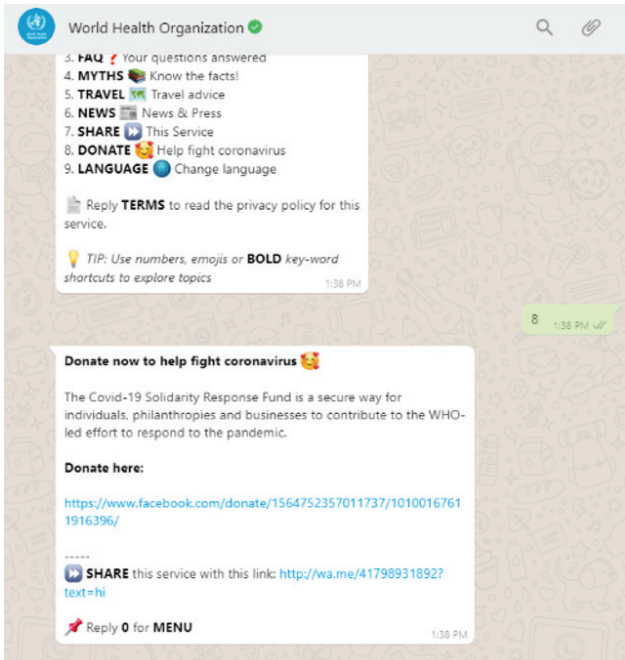 World Health Organization
3. FAQ ❓ Your questions answered
4. MYTHS 📚 Know the facts!
5. TRAVEL 🗺️ Travel advice
6. NEWS 📰 News & Press
7. SHARE ⏩ This Service
8. DONATE 🥰 Help fight coronavirus
9. LANGUAGE 🌐 Change language
📄 Reply TERMS to read the privacy policy for this
service.
💡 TIP: Use numbers, emojis or BOLD key-word
shortcuts to explore topics
1:38 PM
8 1:38 PM
Donate now to help fight coronavirus 🥰
The Covid-19 Solidarity Response Fund is a secure way for
individuals, philanthropies and businesses to contribute to the WHO-
led effort to respond to the pandemic.
Donate here:
https://www.facebook.com/donate/1564752357011737/1010016761
1916396/
-----
⏩ SHARE this service with this link: http://wa.me/41798931892?
text=hi
📌 Reply 0 for MENU
1:38 PM